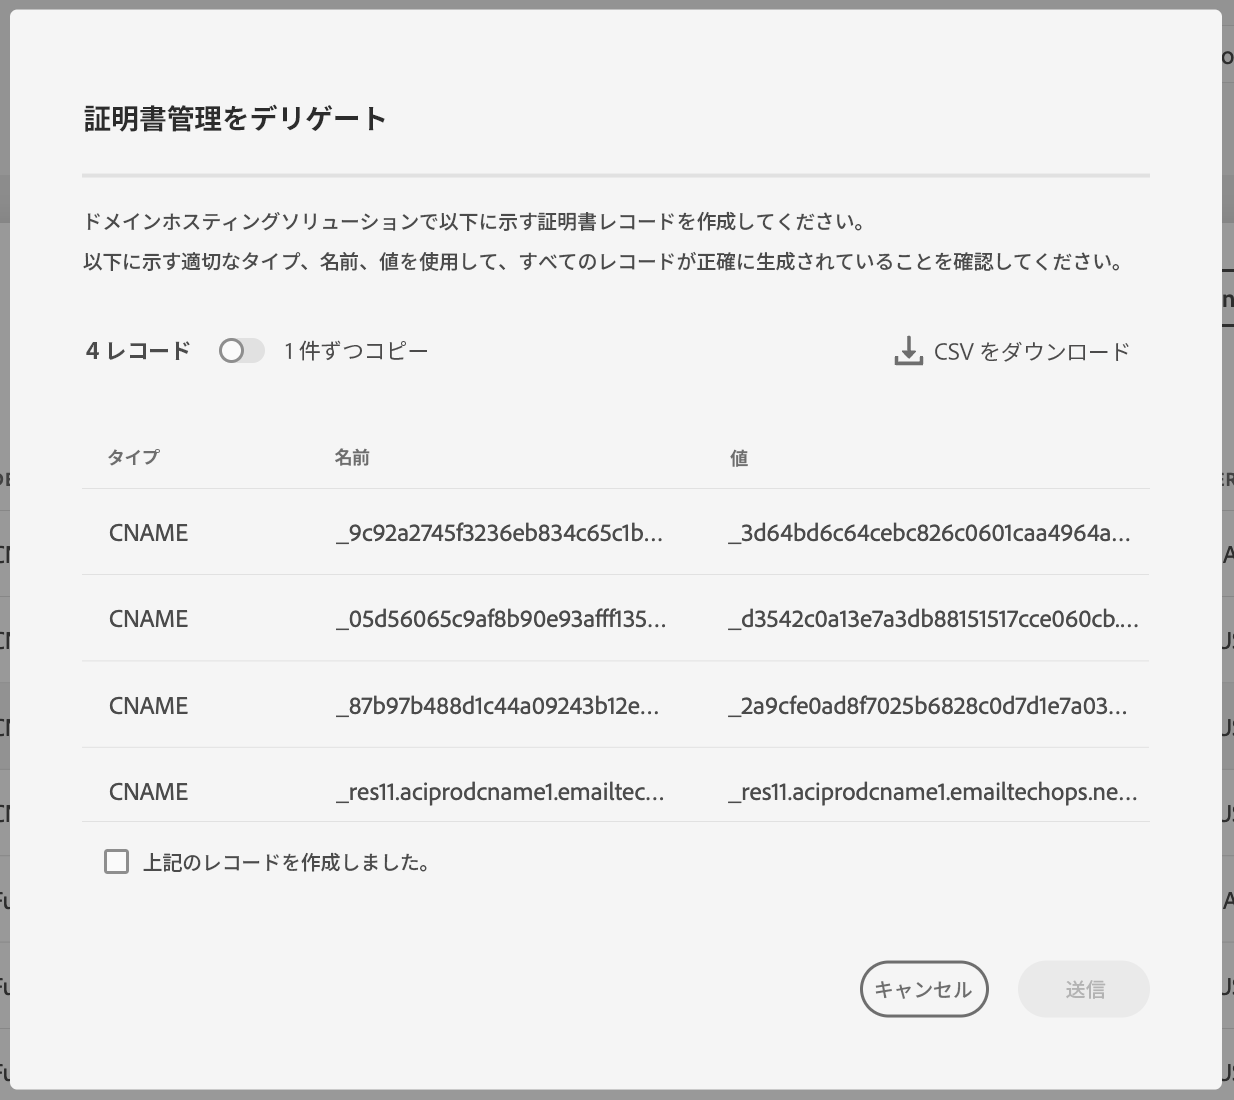 証明書管理をデリゲート
ドメインホスティングソリューションで以下に示す証明書レコードを作成してください。
以下に示す適切なタイプ、名前、値を使用して、すべてのレコードが正確に生成されていることを確認してください。
4 レコード 1 件ずつコピー CSV をダウンロード
タイプ 名前 値
CNAME _9c92a2745f3236eb834c65c1b... _3d64bd6c64cebc826c0601caa4964a...
CNAME _05d56065c9af8b90e93afff135... _d3542c0a13e7a3db88151517cce060cb....
CNAME _87b97b488d1c44a09243b12e... _2a9cfe0ad8f7025b6828c0d7d1e7a03...
CNAME _res11.aciprodcname1.emailtec... _res11.aciprodcname1.emailtechops.ne...
上記のレコードを作成しました。
キャンセル 送信